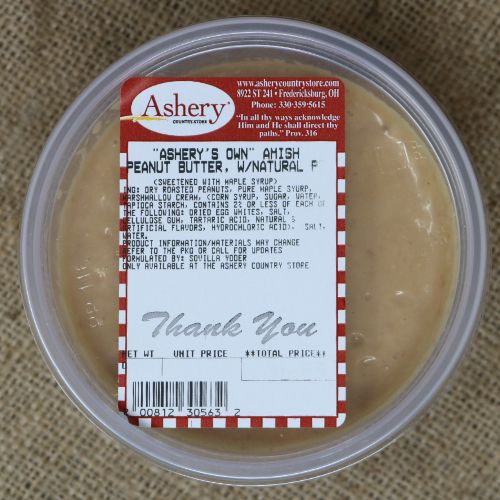 Ashery
COUNTRY STORE
www.asherycountrystore.com
8922 ST 241 • Fredericksburg, OH
Phone: 330-359-5615
"In all thy ways acknowledge
Him and He shall direct thy
paths." Prov. 316
"ASHERY'S OWN" AMISH
PEANUT BUTTER, W/NATURAL P
(SWEETENED WITH MAPLE SYRUP)
ING: DRY ROASTED PEANUTS, PURE MAPLE SYURP,
MARSHMALLOW CREAM, (CORN SYRUP, SUGAR, WATER,
TAPIOCA STARCH, CONTAINS 2% OR LESS OF EACH OF
THE FOLLOWING: DRIED EGG WHITES, SALT,
CELLULOSE GUM, TARTARIC ACID, NATURAL &
ARTIFICIAL FLAVORS, HYDROCHLORIC ACID). SALT,
WATER.
PRODUCT INFORMATION/MATERIALS MAY CHANGE
REFER TO THE PKG OR CALL FOR UPDATES
FORMULATED BY: SOVILLA YODER
ONLY AVAILABLE AT THE ASHERY COUNTRY STORE
Thank You
NET WT UNIT PRICE **TOTAL PRICE**
2 00812 30563 2